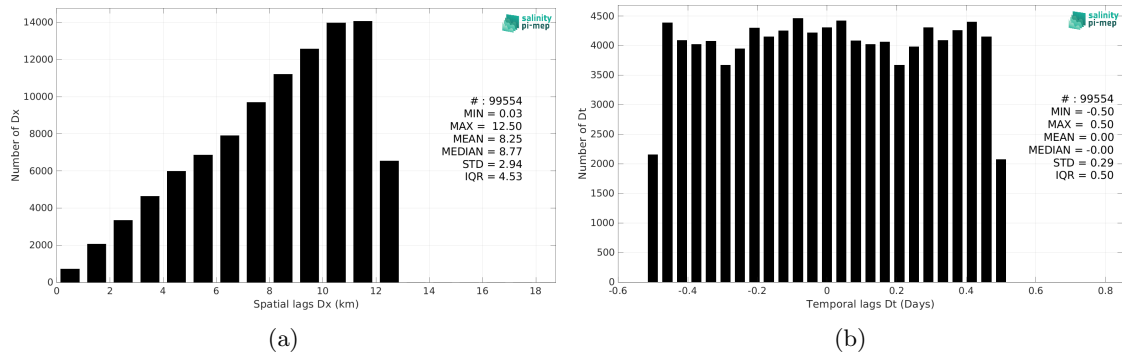 14000
12000
10000
8000
6000
4000
2000
0
Number of Dx
salinity
pi-mep
# : 99554
MIN = 0.03
MAX = 12.50
MEAN = 8.25
MEDIAN = 8.77
STD = 2.94
IQR = 4.53
0 2 4 6 8 10 12 14 16 18
Spatial lags Dx (km)
(a)
4500
4000
3500
3000
2500
2000
1500
1000
500
0
Number of Dt
salinity
pi-mep
# : 99554
MIN = -0.50
MAX = 0.50
MEAN = 0.00
MEDIAN = -0.00
STD = 0.29
IQR = 0.50
-0.6 -0.4 -0.2 0 0.2 0.4 0.6 0.8
Temporal lags Dt (Days)
(b)